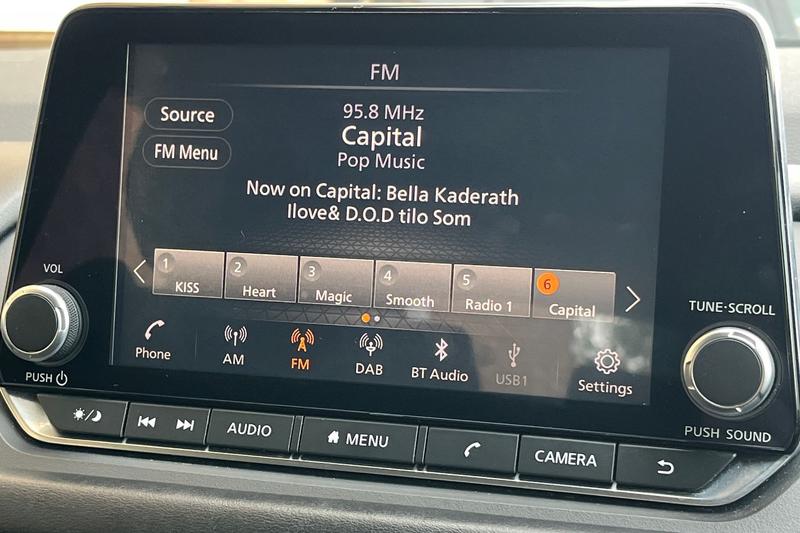 FM
Source
95.8 MHz
Capital
FM Menu
Pop Music
Now on Capital: Bella Kaderath
Ilove& D.O.D tilo Som
1 KISS
2 Heart
3 Magic
4 Smooth
5 Radio 1
6 Capital
VOL
TUNE·SCROLL
Phone
AM
FM
DAB
BT Audio
USB1
Settings
PUSH
PUSH SOUND
AUDIO
MENU
CAMERA